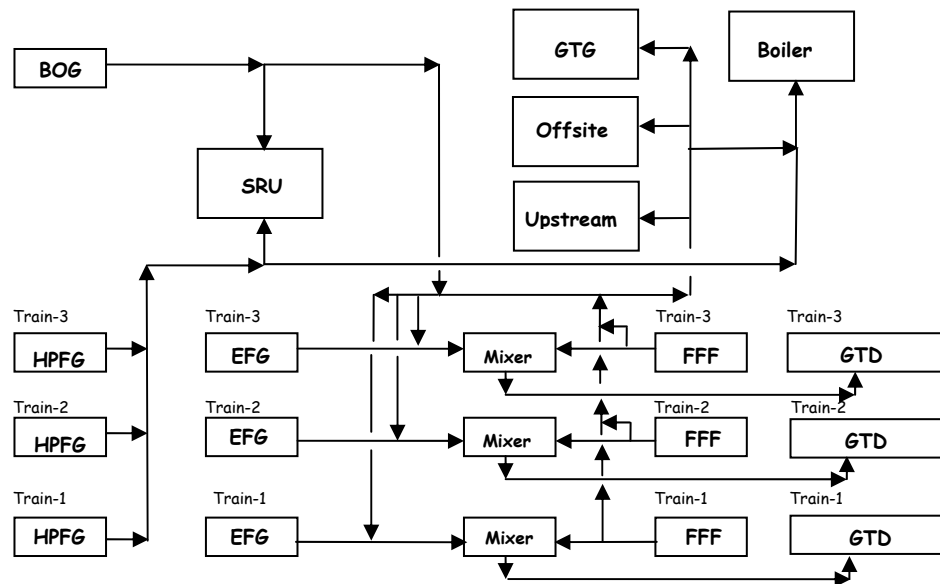 GTG
Boiler
BOG
Offsite
SRU
Upstream
Train-3
Train-3
Train-3
Train-3
HPFG
EFG
Mixer
FFF
GTD
Train-2
Train-2
Train-2
Train-2
HPFG
EFG
Mixer
FFF
GTD
Train-1
Train-1
Train-1
Train-1
HPFG
EFG
Mixer
FFF
GTD